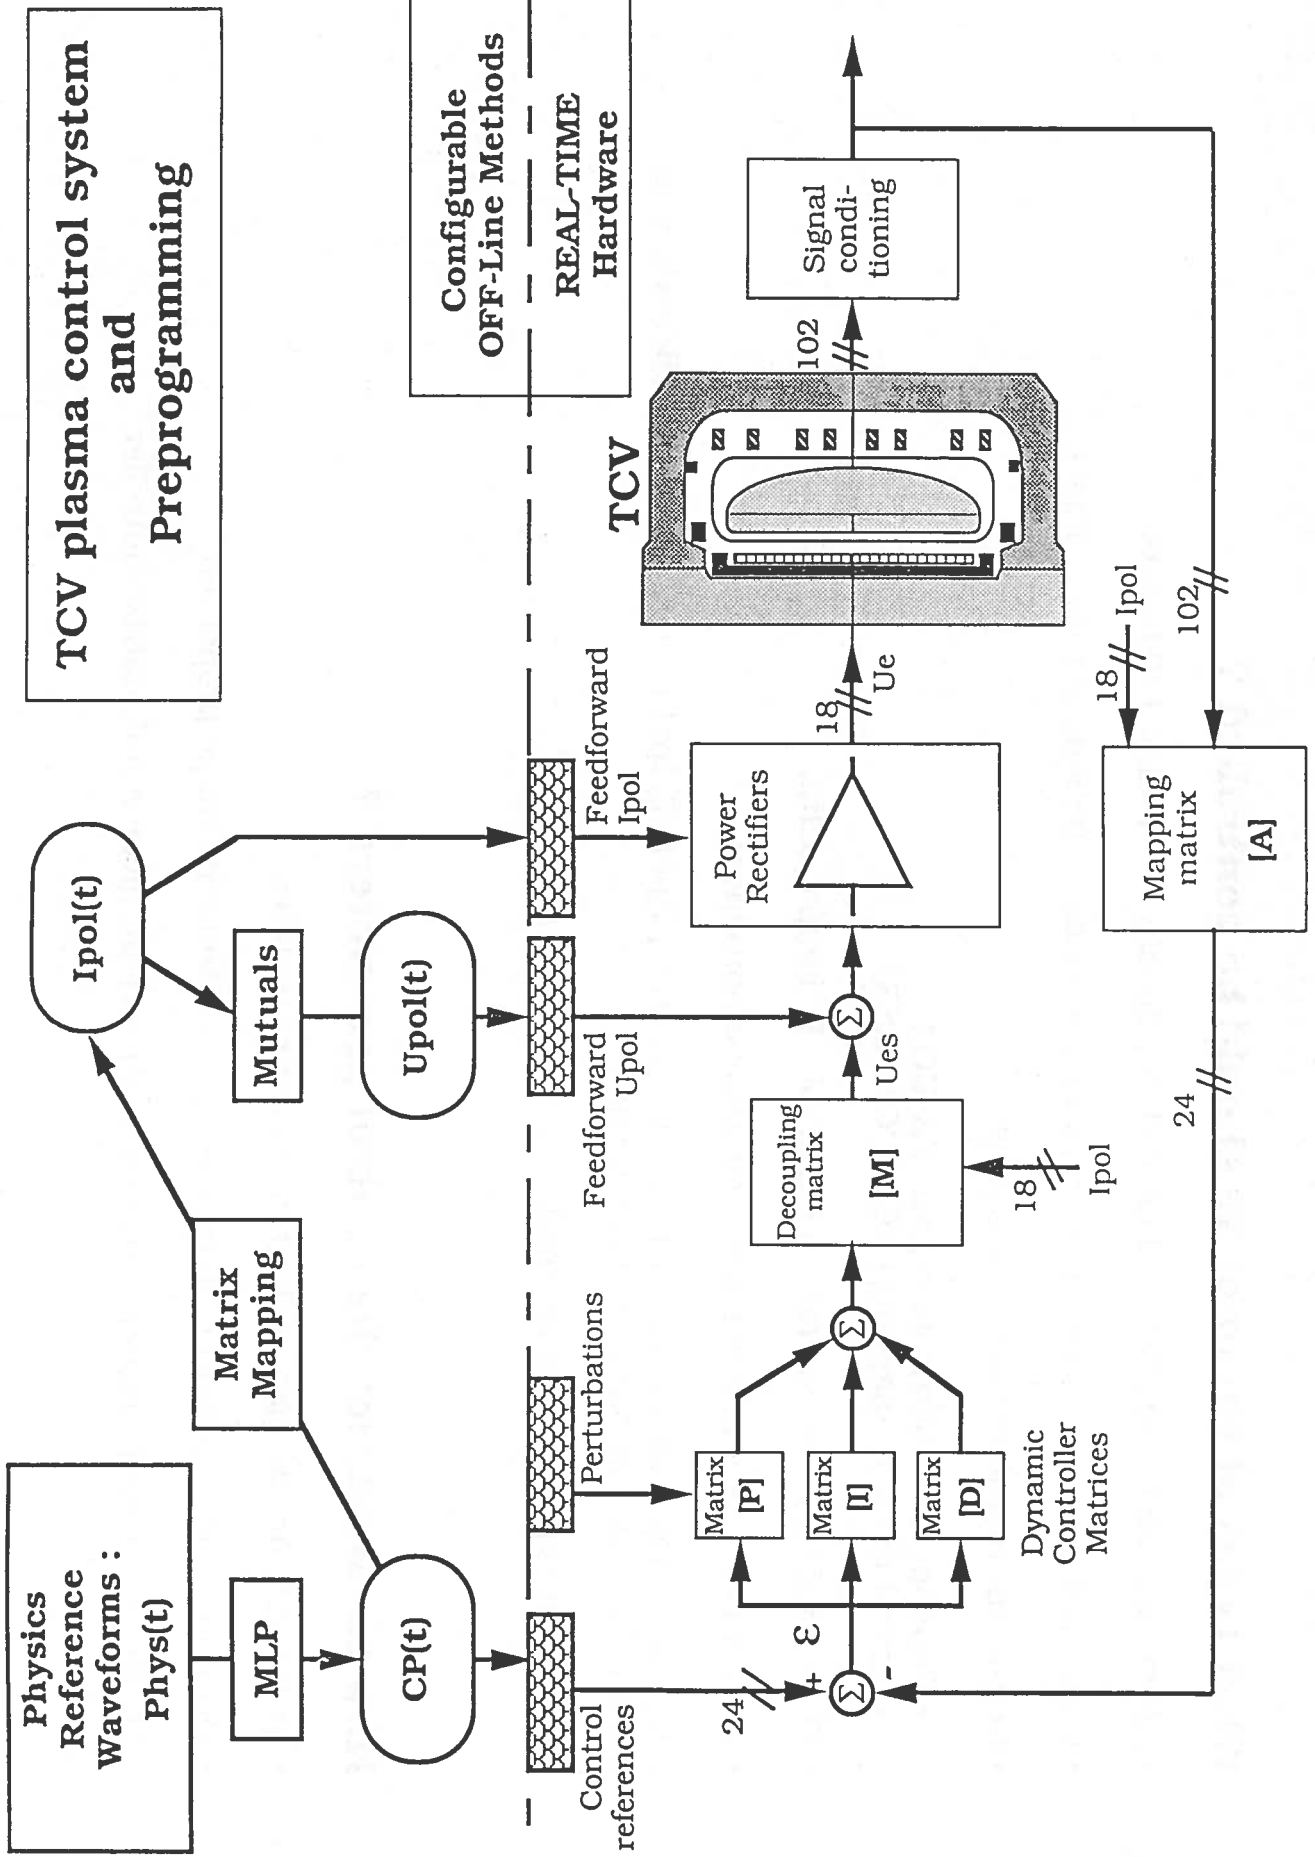 TCV plasma control system
and
Preprogramming
Physics
Reference
Waveforms :
Phys(t)
MLP
CP(t)
Matrix
Mapping
Ipol(t)
Mutuals
Upol(t)
Configurable
OFF-Line Methods
REAL-TIME
Hardware
Control
references
Perturbations
Feedforward
Upol
Feedforward
Ipol
24
+
-
Σ
ε
Matrix
[P]
Matrix
[I]
Matrix
[D]
Dynamic
Controller
Matrices
Σ
Decoupling
matrix
[M]
18
Ipol
Ues
Σ
Power
Rectifiers
18
Ue
TCV
102
Signal
condi-
tioning
24
Mapping
matrix
[A]
18
Ipol
102